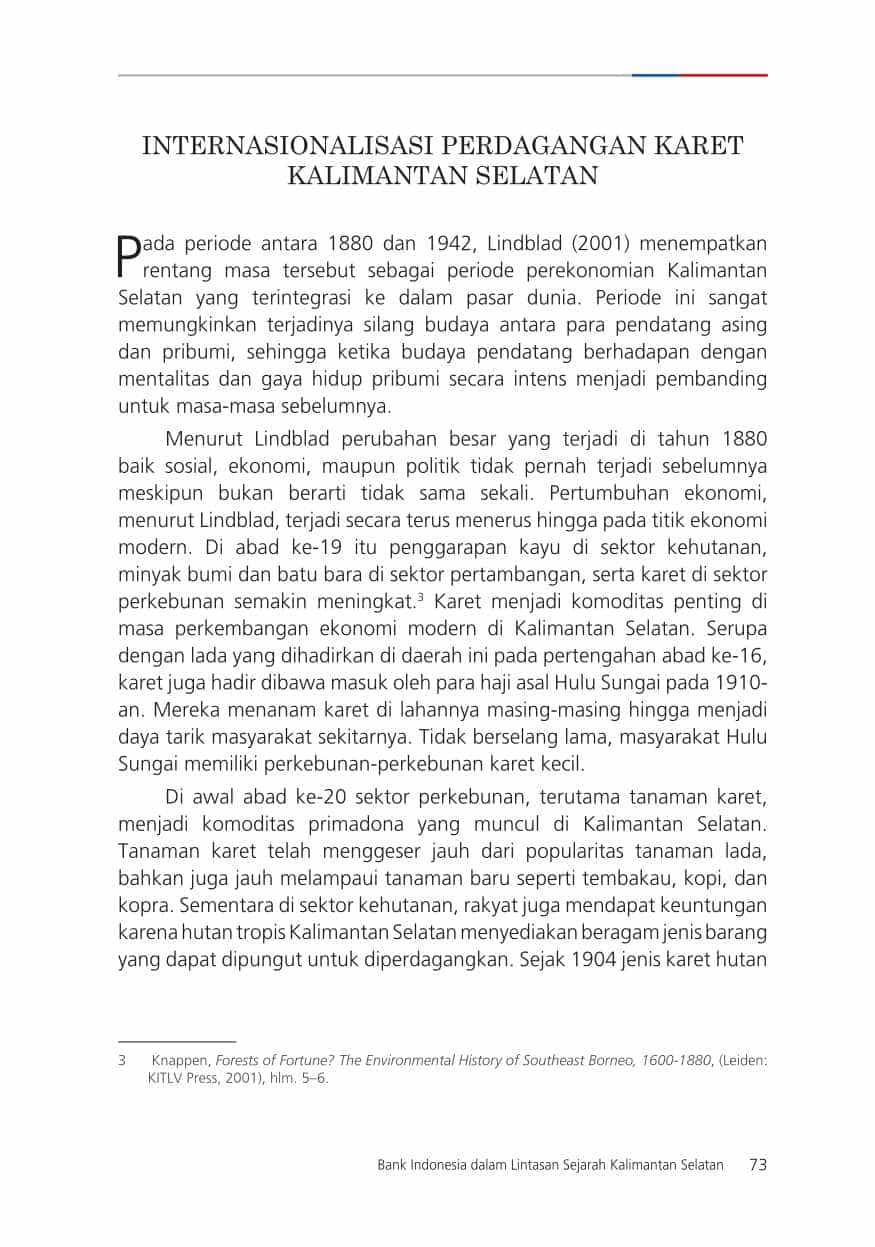 INTERNASIONALISASI PERDAGANGAN KARET
KALIMANTAN SELATAN
Pada periode antara 1880 dan 1942, Lindblad (2001) menempatkan
rentang masa tersebut sebagai periode perekonomian Kalimantan
Selatan yang terintegrasi ke dalam pasar dunia. Periode ini sangat
memungkinkan terjadinya silang budaya antara para pendatang asing
dan pribumi, sehingga ketika budaya pendatang berhadapan dengan
mentalitas dan gaya hidup pribumi secara intens menjadi pembanding
untuk masa-masa sebelumnya.
Menurut Lindblad perubahan besar yang terjadi di tahun 1880
baik sosial, ekonomi, maupun politik tidak pernah terjadi sebelumnya
meskipun bukan berarti tidak sama sekali. Pertumbuhan ekonomi,
menurut Lindblad, terjadi secara terus menerus hingga pada titik ekonomi
modern. Di abad ke-19 itu penggarapan kayu di sektor kehutanan,
minyak bumi dan batu bara di sektor pertambangan, serta karet di sektor
perkebunan semakin meningkat.³ Karet menjadi komoditas penting di
masa perkembangan ekonomi modern di Kalimantan Selatan. Serupa
dengan lada yang dihadirkan di daerah ini pada pertengahan abad ke-16,
karet juga hadir dibawa masuk oleh para haji asal Hulu Sungai pada 1910-
an. Mereka menanam karet di lahannya masing-masing hingga menjadi
daya tarik masyarakat sekitarnya. Tidak berselang lama, masyarakat Hulu
Sungai memiliki perkebunan-perkebunan karet kecil.
Di awal abad ke-20 sektor perkebunan, terutama tanaman karet,
menjadi komoditas primadona yang muncul di Kalimantan Selatan.
Tanaman karet telah menggeser jauh dari popularitas tanaman lada,
bahkan juga jauh melampaui tanaman baru seperti tembakau, kopi, dan
kopra. Sementara di sektor kehutanan, rakyat juga mendapat keuntungan
karena hutan tropis Kalimantan Selatan menyediakan beragam jenis barang
yang dapat dipungut untuk diperdagangkan. Sejak 1904 jenis karet hutan
3 Knappen, Forests of Fortune? The Environmental History of Southeast Borneo, 1600-1880, (Leiden:
KITLV Press, 2001), hlm. 5–6.
Bank Indonesia dalam Lintasan Sejarah Kalimantan Selatan 73